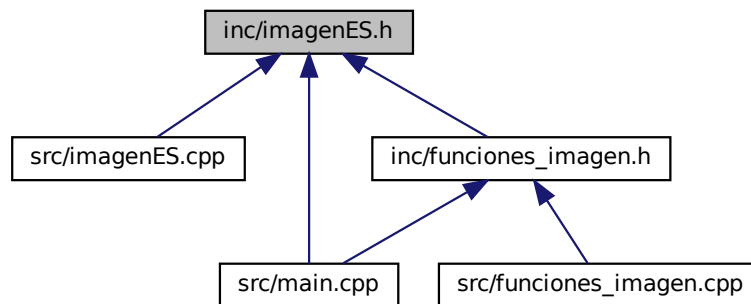 inc/imagenES.h
src/imagenES.cpp
inc/funciones_imagen.h
src/main.cpp
src/funciones_imagen.cpp